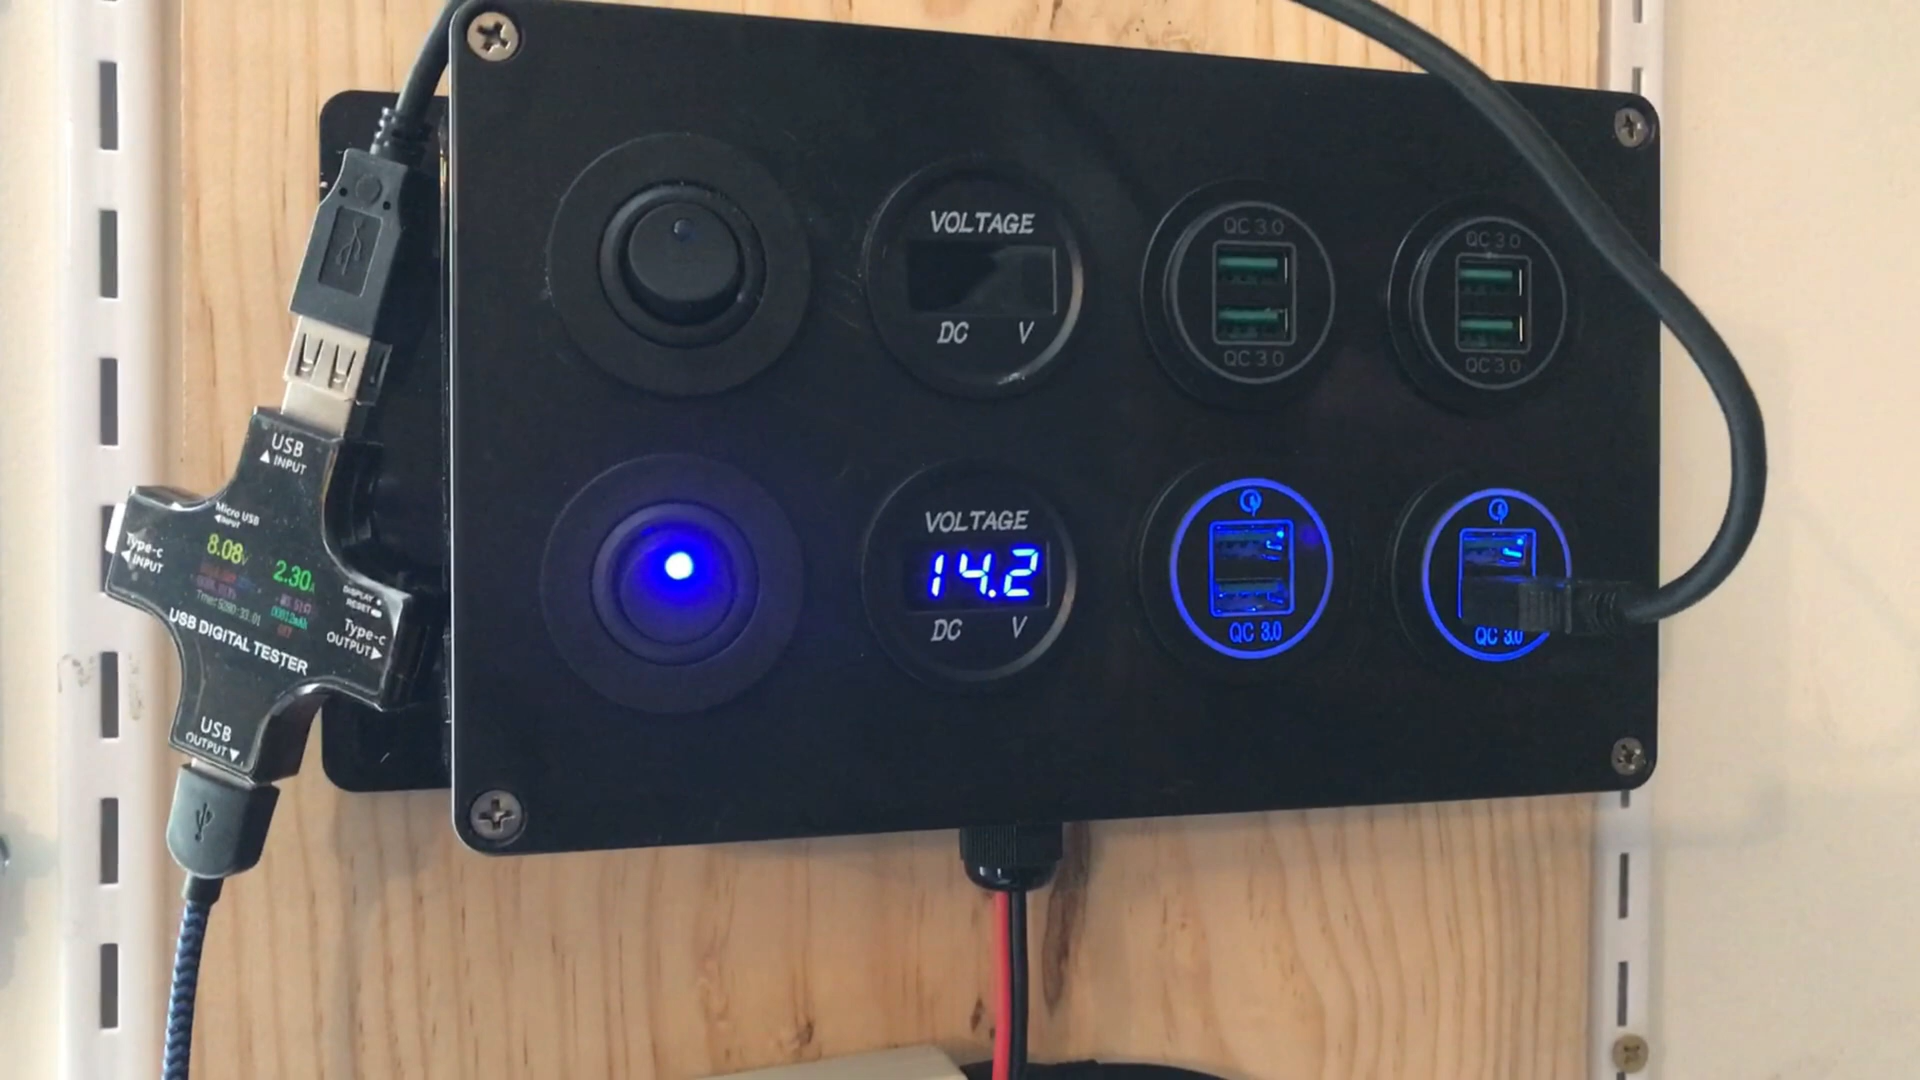 VOLTAGE
DC V
QC 3.0
QC 3.0
QC 3.0
QC 3.0
VOLTAGE
14.2
DC V
QC 3.0
QC 3.0
USB
INPUT
Micro USB
INPUT
Type-c
INPUT
8.08V
2.30A
DISPLAY
RESET
Type-c
OUTPUT
USB DIGITAL TESTER
USB
OUTPUT